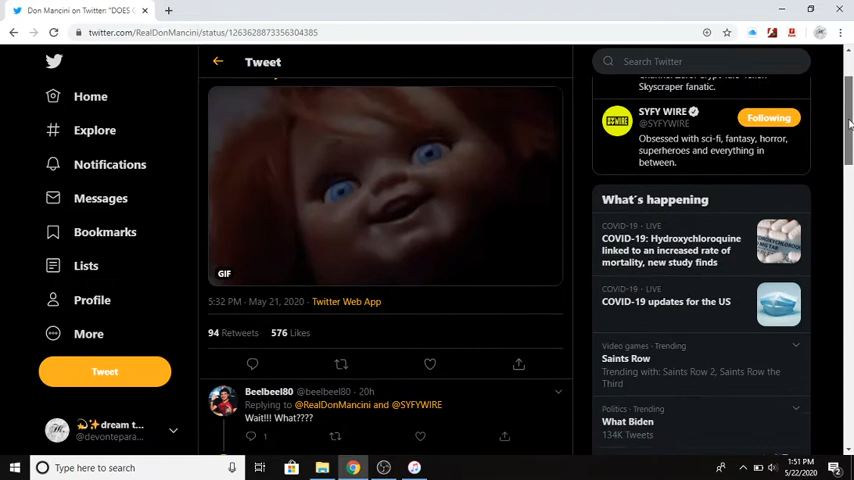 Don Mancini on Twitter: "DOES C
twitter.com/RealDonMancini/status/1263628873356304385
Tweet
Search Twitter
Home
Explore
Notifications
Messages
Bookmarks
Lists
Profile
More
Tweet
dream t...
@devontepara...
GIF
5:32 PM · May 21, 2020 · Twitter Web App
94 Retweets 576 Likes
Beelbeel80 @beelbeel80 · 20h
Replying to @RealDonMancini and @SYFYWIRE
Wait!!! What????
1
Skyscraper fanatic.
SYFY WIRE
@SYFYWIRE
Following
Obsessed with sci-fi, fantasy, horror,
superheroes and everything in
between.
What's happening
COVID-19 · LIVE
COVID-19: Hydroxychloroquine
linked to an increased rate of
mortality, new study finds
COVID-19 · LIVE
COVID-19 updates for the US
Video games · Trending
Saints Row
Trending with: Saints Row 2, Saints Row the
Third
Politics · Trending
What Biden
134K Tweets
Type here to search
1:51 PM
5/22/2020
2